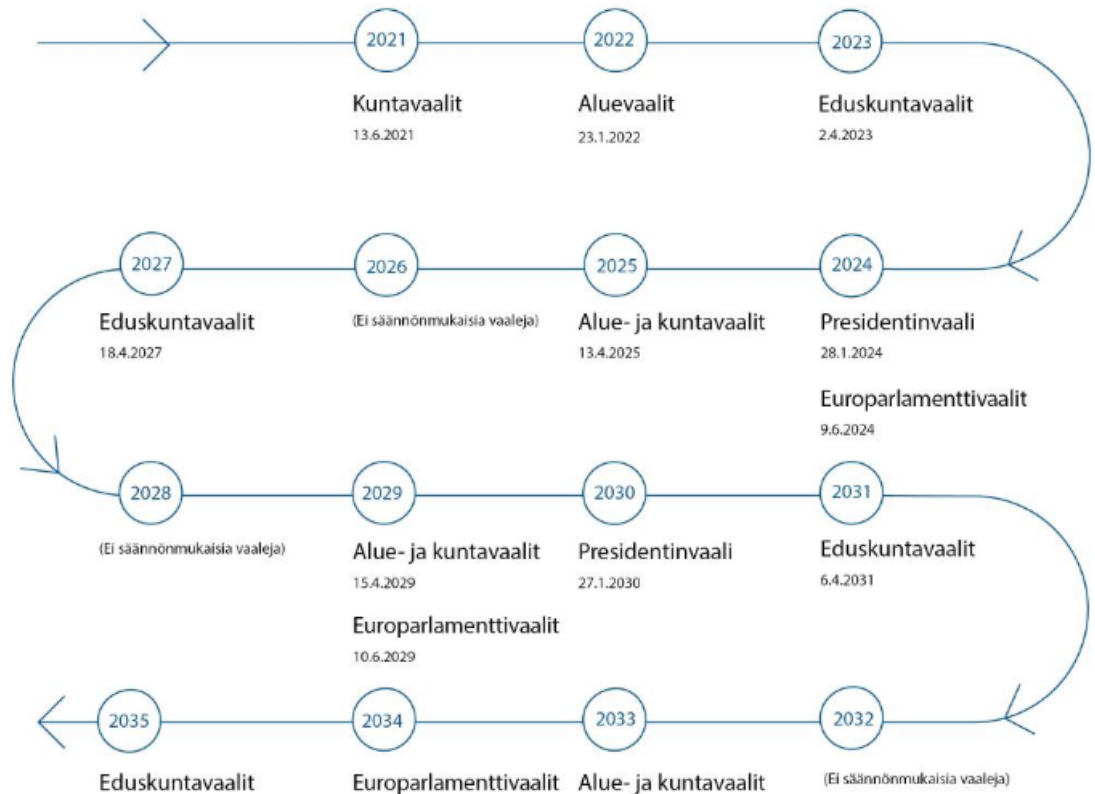 2021
Kuntavaalit
13.6.2021
2022
Aluevaalit
23.1.2022
2023
Eduskuntavaalit
2.4.2023
2024
Presidentinvaali
28.1.2024
Europarlamenttivaalit
9.6.2024
2025
Alue- ja kuntavaalit
13.4.2025
2026
(Ei säännönmukaisia vaaleja)
2027
Eduskuntavaalit
18.4.2027
2028
(Ei säännönmukaisia vaaleja)
2029
Alue- ja kuntavaalit
15.4.2029
Europarlamenttivaalit
10.6.2029
2030
Presidentinvaali
27.1.2030
2031
Eduskuntavaalit
6.4.2031
2032
(Ei säännönmukaisia vaaleja)
2033
Alue- ja kuntavaalit
2034
Europarlamenttivaalit
2035
Eduskuntavaalit